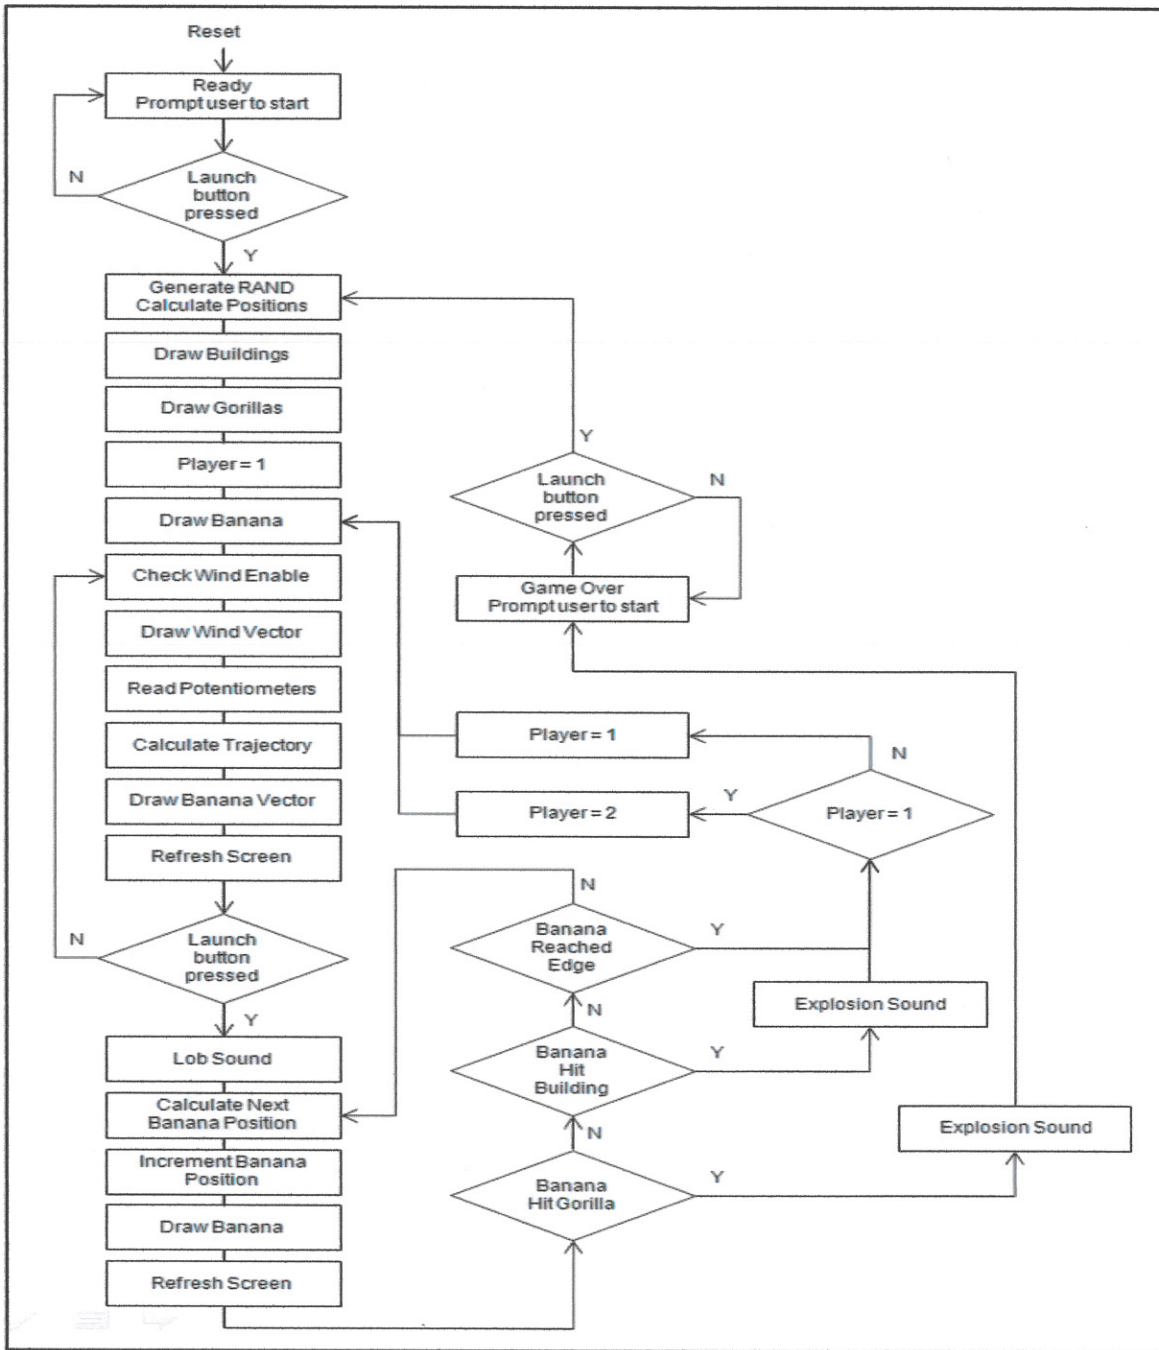 Reset
Ready
Prompt user to start
N
Launch
button
pressed
Y
Generate RAND
Calculate Positions
Draw Buildings
Draw Gorillas
Player = 1
Draw Banana
Check Wind Enable
Draw Wind Vector
Read Potentiometers
Calculate Trajectory
Draw Banana Vector
Refresh Screen
N
Launch
button
pressed
Y
Lob Sound
Calculate Next
Banana Position
Increment Banana
Position
Draw Banana
Refresh Screen
Y
Launch
button
pressed
N
Game Over
Prompt user to start
Player = 1
N
Player = 2
Y
Player = 1
N
Banana
Reached
Edge
Y
Explosion Sound
N
Banana
Hit
Building
Y
N
Explosion Sound
Banana
Hit Gorilla
Y